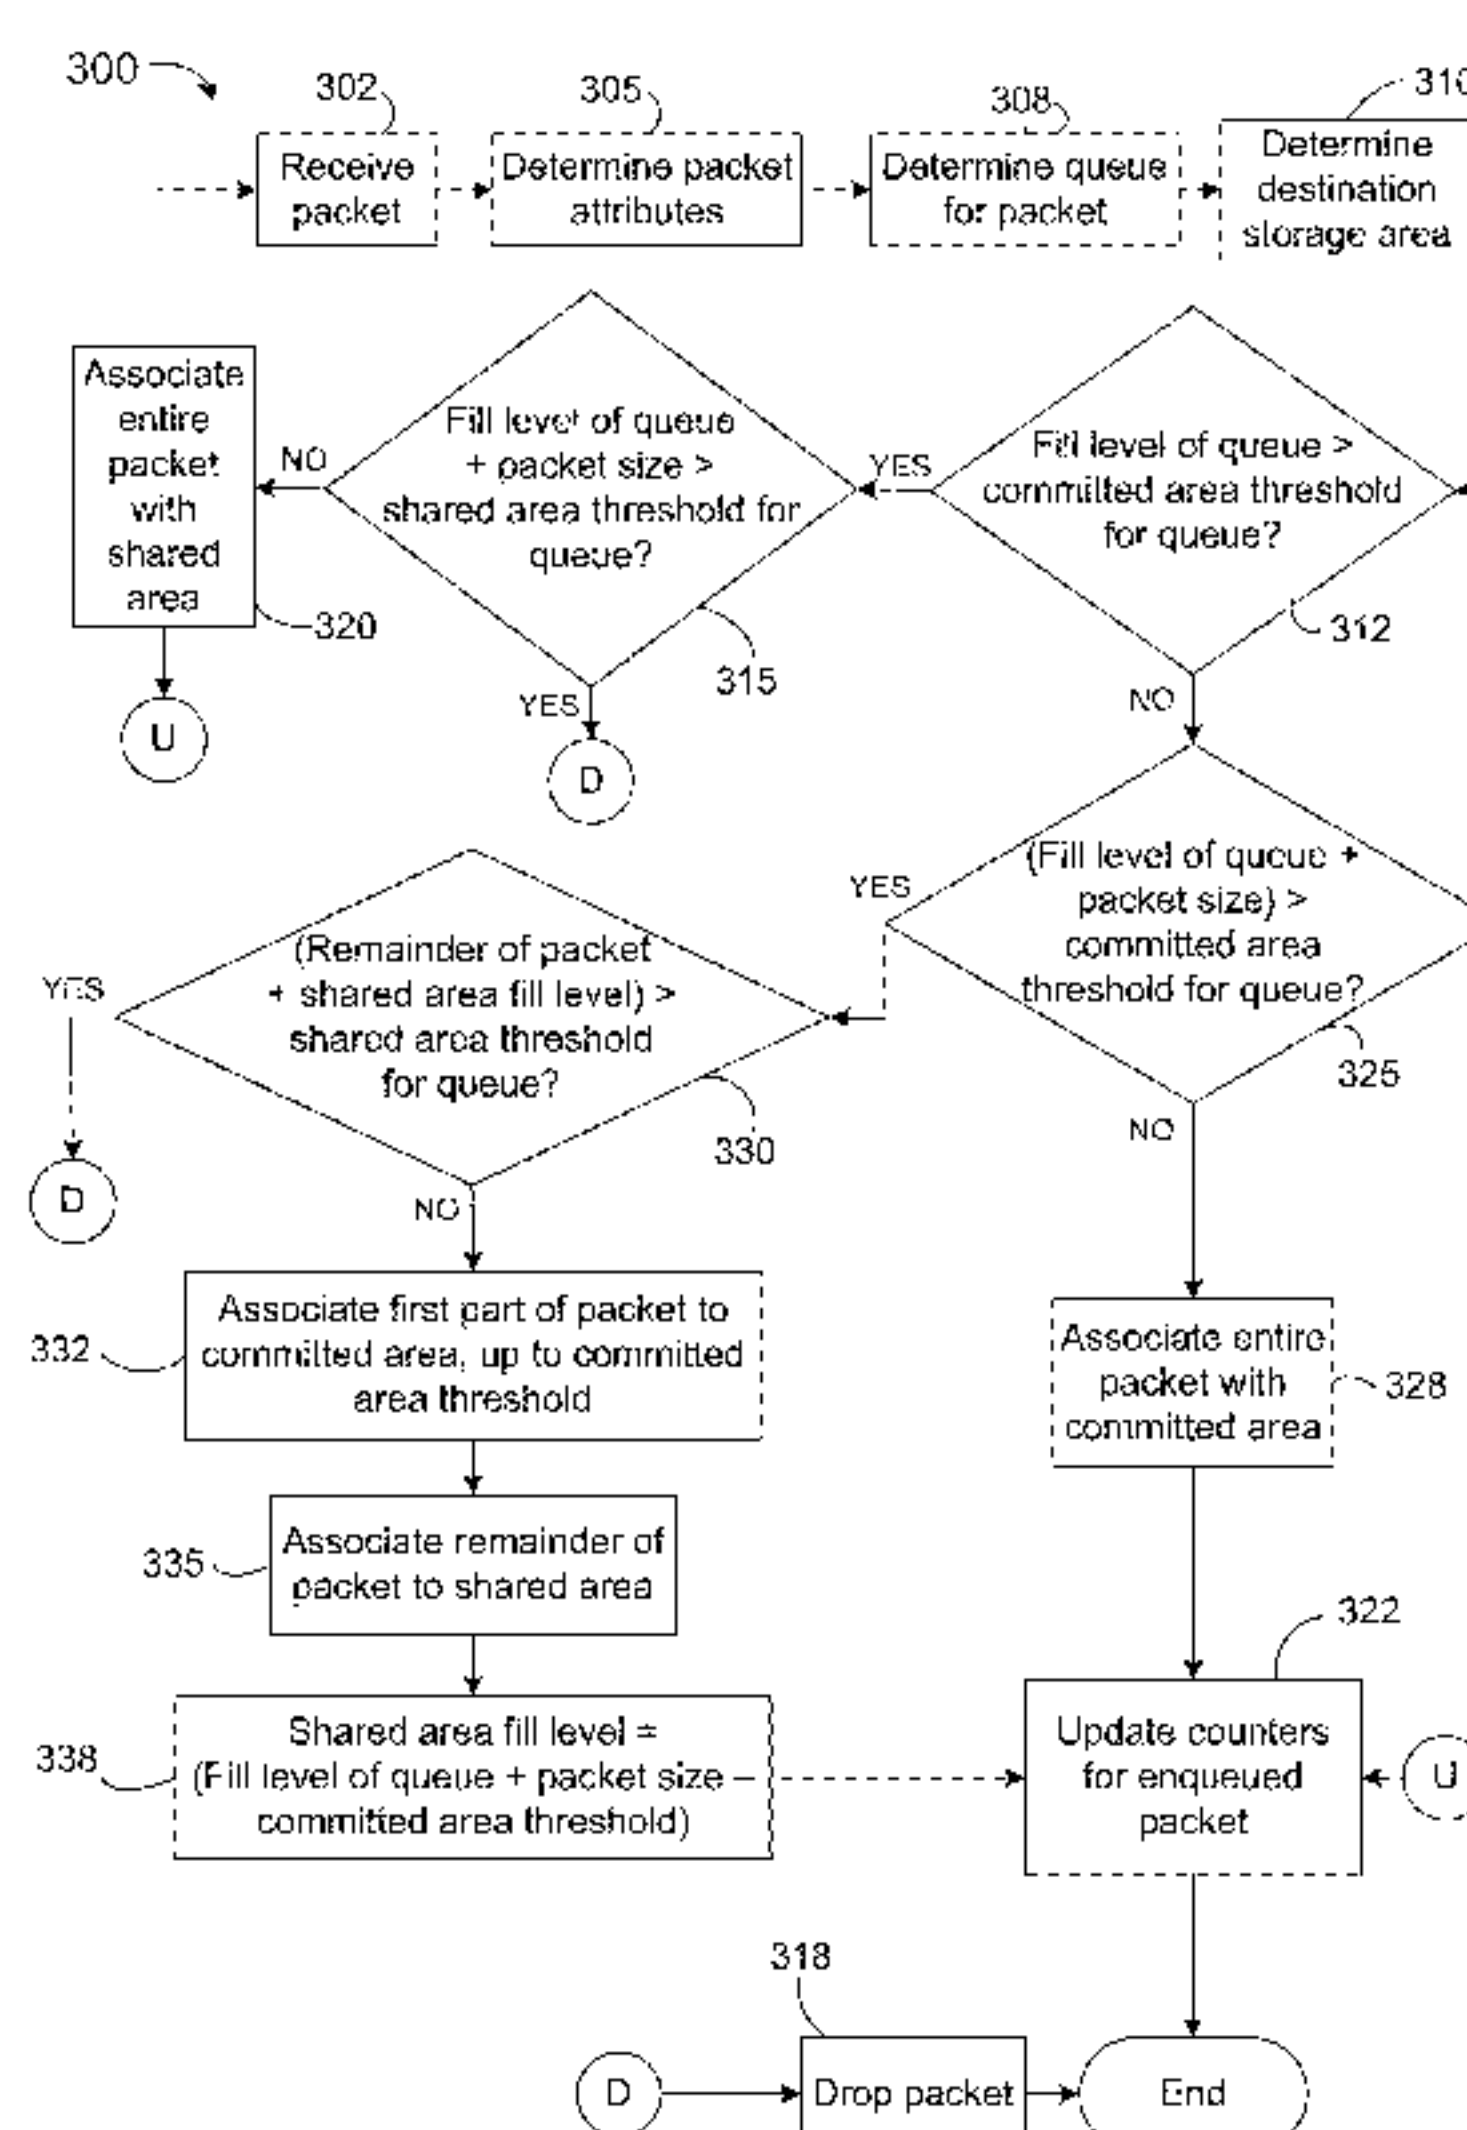 300
302
305
308
310
Receive
packet
Determine packet
attributes
Determine queue
for packet
Determine
destination
storage area
Associate
entire
packet
with
shared
area
320
NO
Fill level of queue
+ packet size >
shared area threshold for
queue?
315
YES
Fill level of queue >
committed area threshold
for queue?
312
U
YES
D
NO
(Fill level of queue +
packet size) >
committed area
threshold for queue?
325
YES
(Remainder of packet
+ shared area fill level) >
shared area threshold
for queue?
330
YES
D
NO
NO
332
Associate first part of packet to
committed area, up to committed
area threshold
Associate entire
packet with
committed area
328
335
Associate remainder of
packet to shared area
322
338
Shared area fill level =
(Fill level of queue + packet size –
committed area threshold)
Update counters
for enqueued
packet
U
318
D
Drop packet
End